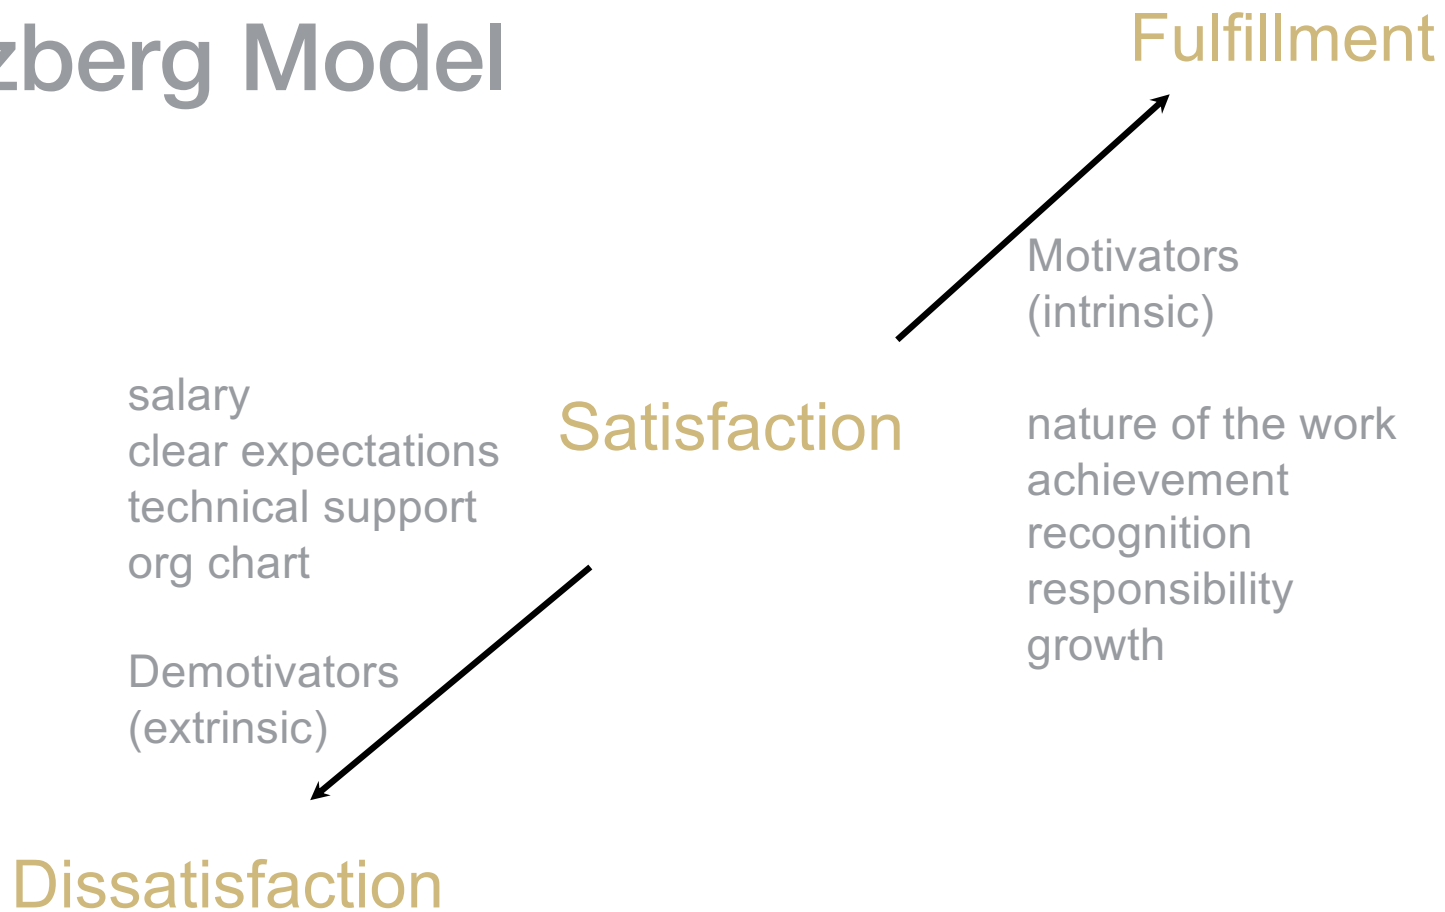 zberg Model
Fulfillment
Motivators
(intrinsic)
salary
clear expectations
technical support
org chart
Satisfaction
nature of the work
achievement
recognition
responsibility
growth
Demotivators
(extrinsic)
Dissatisfaction